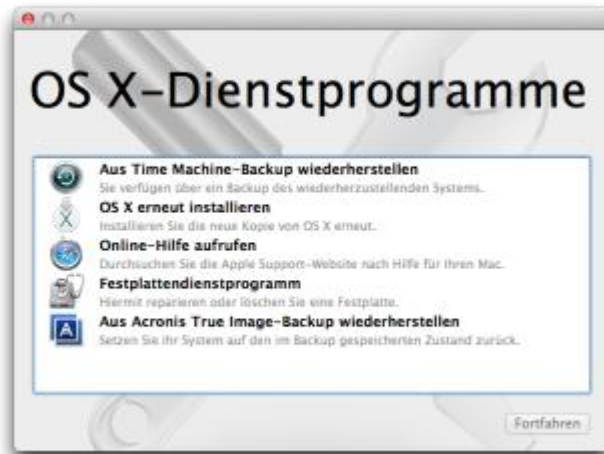 OS X-Dienstprogramme
Aus Time Machine-Backup wiederherstellen
Sie verfügen über ein Backup des wiederherzustellenden Systems.
OS X erneut installieren
Installieren Sie die neue Kopie von OS X erneut.
Online-Hilfe aufrufen
Durchsuchen Sie die Apple Support-Website nach Hilfe für Ihren Mac.
Festplattendienstprogramm
Hiermit reparieren oder löschen Sie eine Festplatte.
Aus Acronis True Image-Backup wiederherstellen
Setzen Sie ihr System auf den im Backup gespeicherten Zustand zurück.
Fortfahren